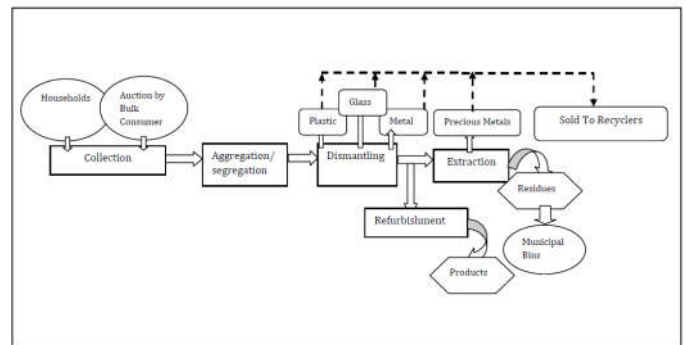 Households
Auction by
Bulk
Consumer
Collection
Aggregation/
segregation
Plastic
Glass
Metal
Dismantling
Precious Metals
Extraction
Sold To Recyclers
Residues
Municipal
Bins
Refurbishment
Products